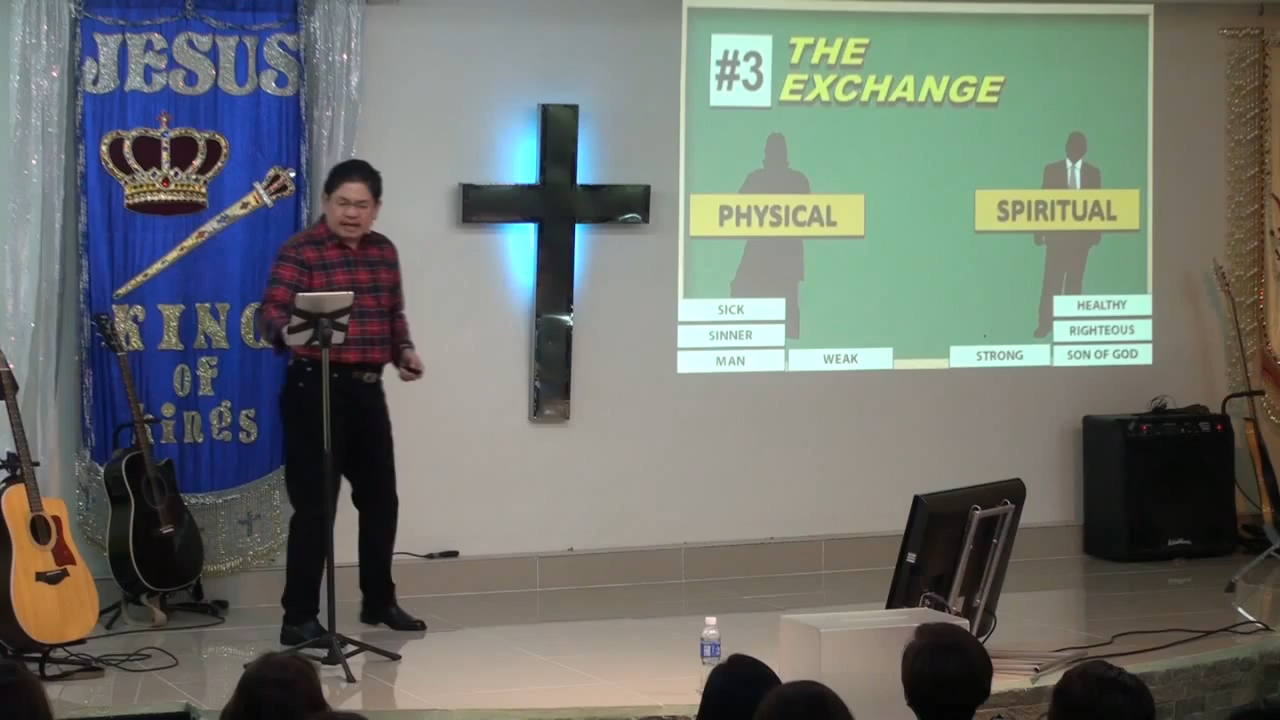 JESUS
KING
of
kings
#3
THE
EXCHANGE
PHYSICAL
SPIRITUAL
SICK
SINNER
MAN
WEAK
STRONG
HEALTHY
RIGHTEOUS
SON OF GOD